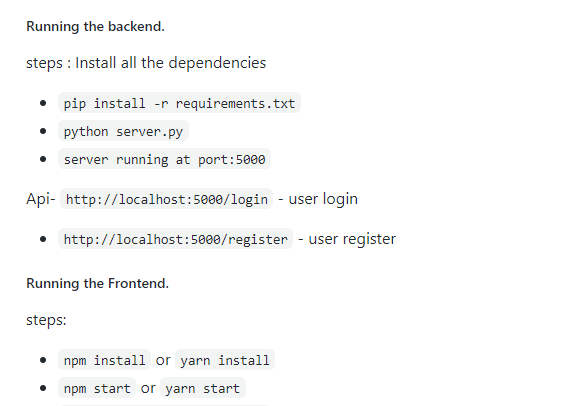 Running the backend.
steps : Install all the dependencies
pip install -r requirements.txt
python server.py
server running at port:5000
Api- http://localhost:5000/login - user login
http://localhost:5000/register - user register
Running the Frontend.
steps:
npm install or yarn install
npm start or yarn start